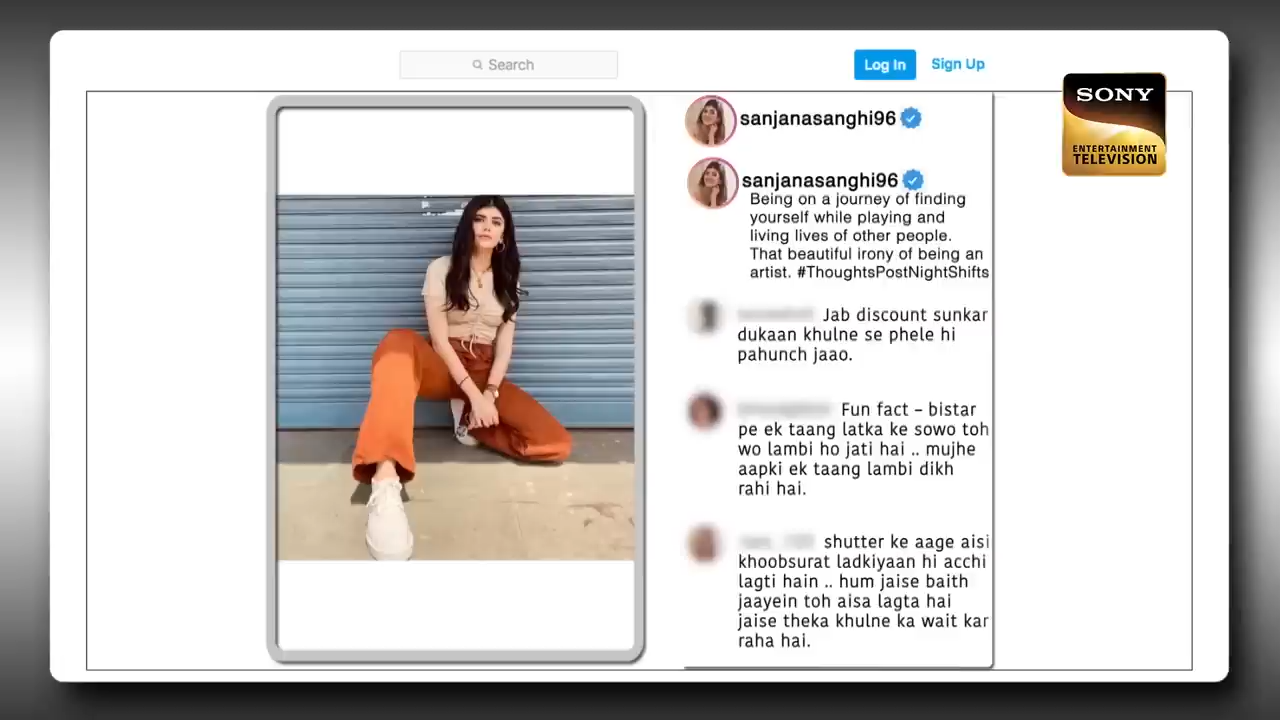 Search
Log In
Sign Up
SONY
ENTERTAINMENT
TELEVISION
sanjanasanghi96
sanjanasanghi96
Being on a journey of finding
yourself while playing and
living lives of other people.
That beautiful irony of being an
artist. #ThoughtsPostNightShifts
Jab discount sunkar
dukaan khulne se phele hi
pahunch jaao.
Fun fact – bistar
pe ek taang latka ke sowo toh
wo lambi ho jati hai .. mujhe
aapki ek taang lambi dikh
rahi hai.
shutter ke aage aisi
khoobsurat ladkiyaan hi acchi
lagti hain .. hum jaise baith
jaayein toh aisa lagta hai
jaise theka khulne ka wait kar
raha hai.